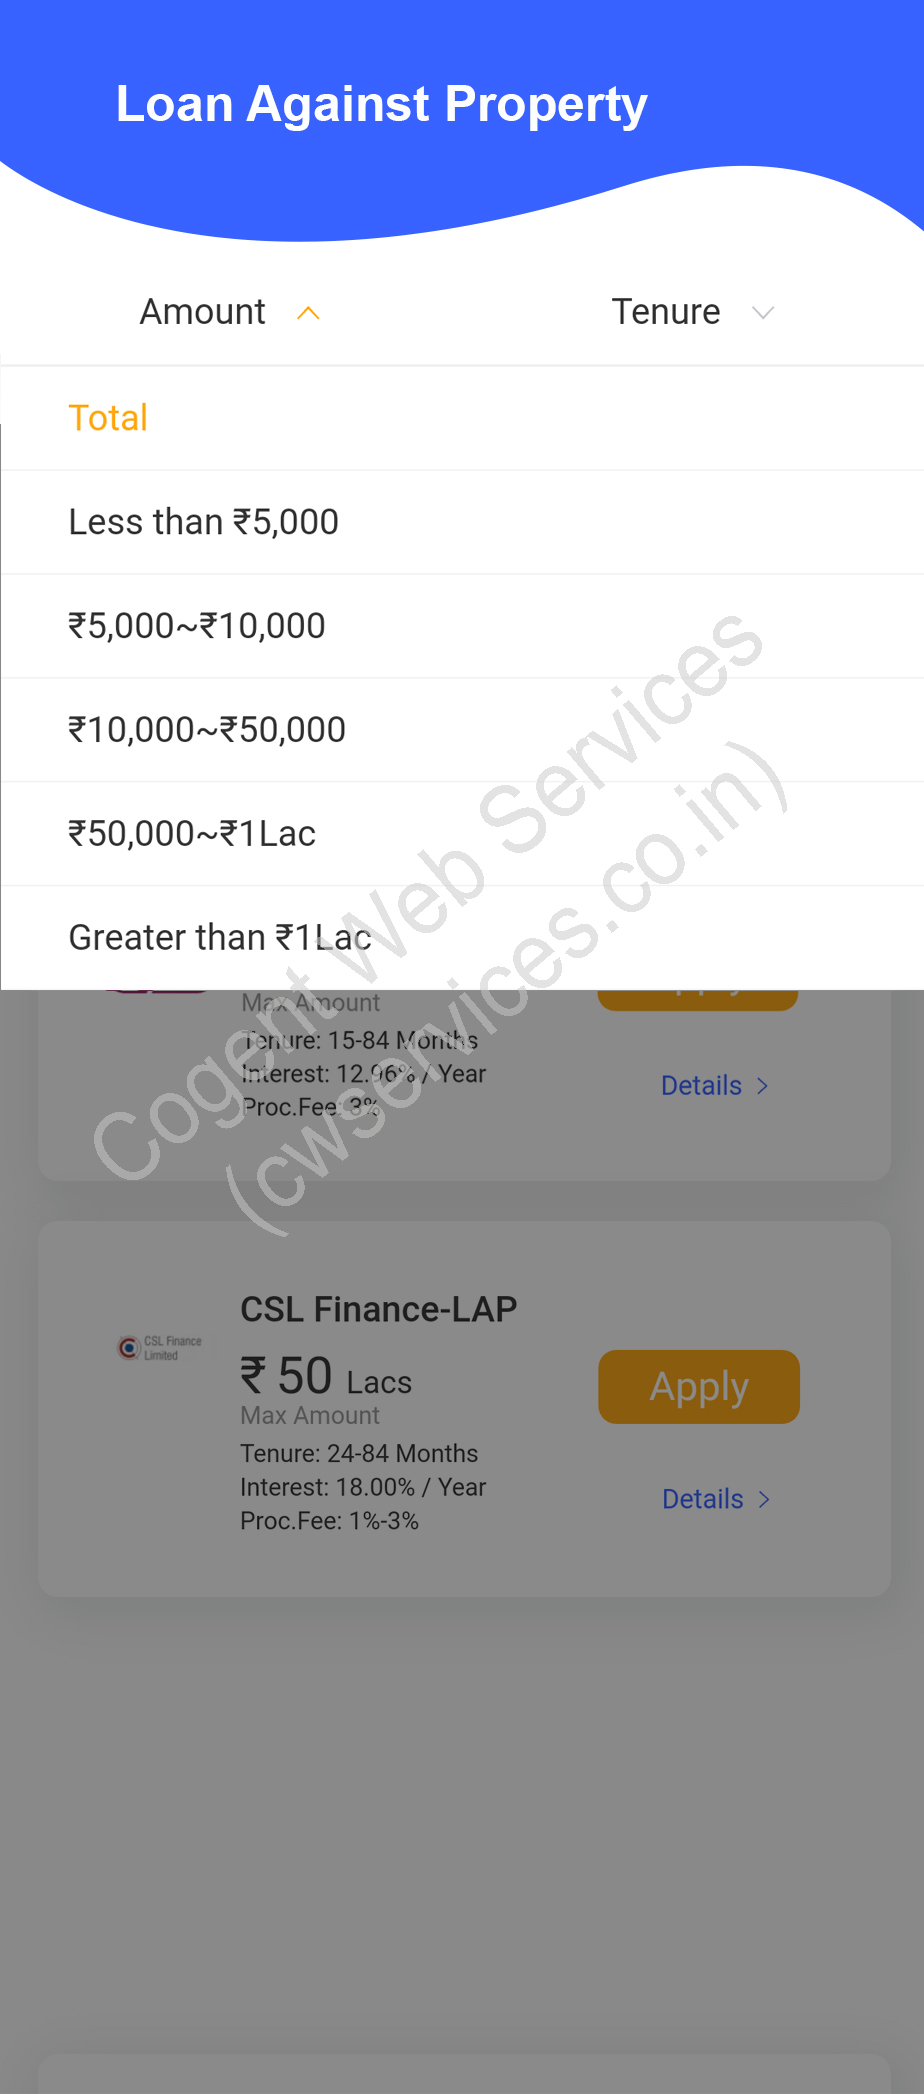 Loan Against Property
Amount
Tenure
Total
Less than ₹5,000
₹5,000~₹10,000
₹10,000~₹50,000
₹50,000~₹1Lac
Greater than ₹1Lac
Max Amount
Tenure: 15-84 Months
Interest: 12.96% / Year
Proc.Fee: 3%
Details
Cogent Web Services
(cwservices.co.in)
CSL Finance-LAP
CSL Finance
Limited
₹ 50 Lacs
Max Amount
Apply
Tenure: 24-84 Months
Interest: 18.00% / Year
Proc.Fee: 1%-3%
Details